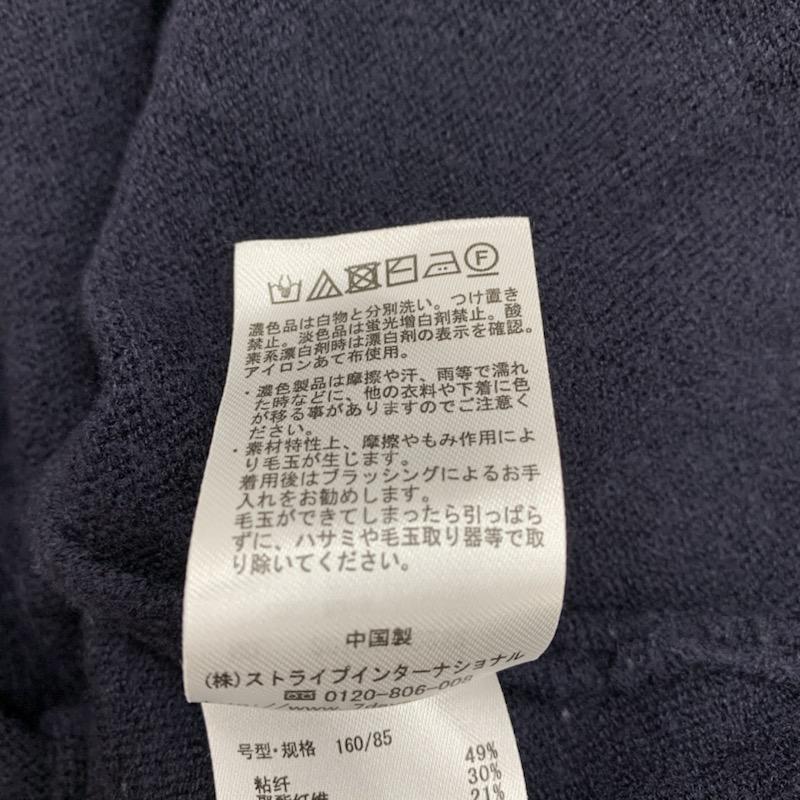 濃色品は白物と分別洗い。つけ置き
禁止。淡色品は蛍光増白剤禁止。酸
素系漂白剤時は漂白剤の表示を確認。
アイロンあて布使用。
・濃色製品は摩擦や汗、雨等で濡れ
た時などに、他の衣料や下着に色
が移る事がありますのでご注意く
ださい。
・素材特性上、摩擦やもみ作用によ
り毛玉が生じます。
着用後はブラッシングによるお手
入れをお勧めします。
毛玉ができてしまったら引っぱら
ずに、ハサミや毛玉取り器等で取
り除いてください。
中国製
(株)ストライプインターナショナル
0120-806-008
号型·规格 160/85
49%
粘纤 30%
聚酯纤维 21%